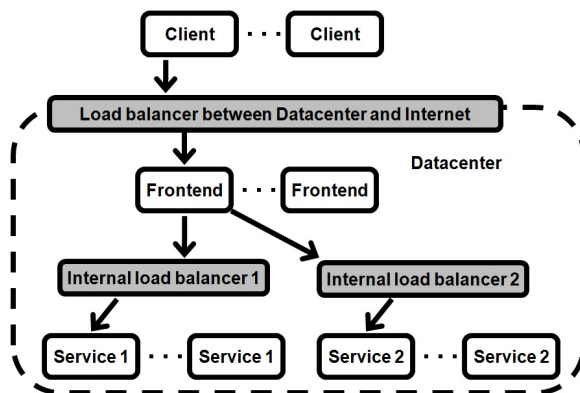 Client
Client
Load balancer between Datacenter and Internet
Datacenter
Frontend
Frontend
Internal load balancer 1
Internal load balancer 2
Service 1
Service 1
Service 2
Service 2